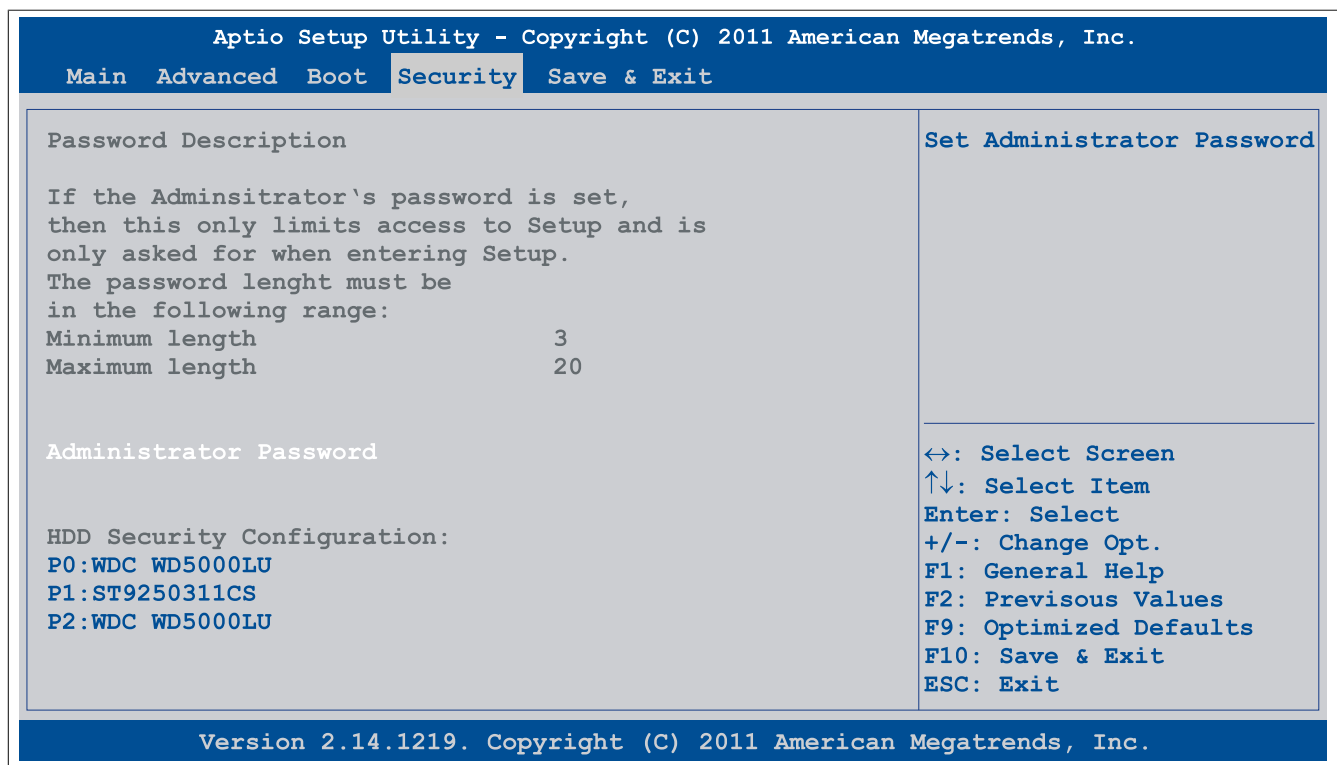 Aptio Setup Utility - Copyright (C) 2011 American Megatrends, Inc.
Main Advanced Boot Security Save & Exit
Password Description
If the Adminsitrator‘s password is set,
then this only limits access to Setup and is
only asked for when entering Setup.
The password lenght must be
in the following range:
Minimum length 3
Maximum length 20
Administrator Password
HDD Security Configuration:
P0:WDC WD5000LU
P1:ST9250311CS
P2:WDC WD5000LU
Set Administrator Password
↔: Select Screen
↑↓: Select Item
Enter: Select
+/-: Change Opt.
F1: General Help
F2: Previsous Values
F9: Optimized Defaults
F10: Save & Exit
ESC: Exit
Version 2.14.1219. Copyright (C) 2011 American Megatrends, Inc.